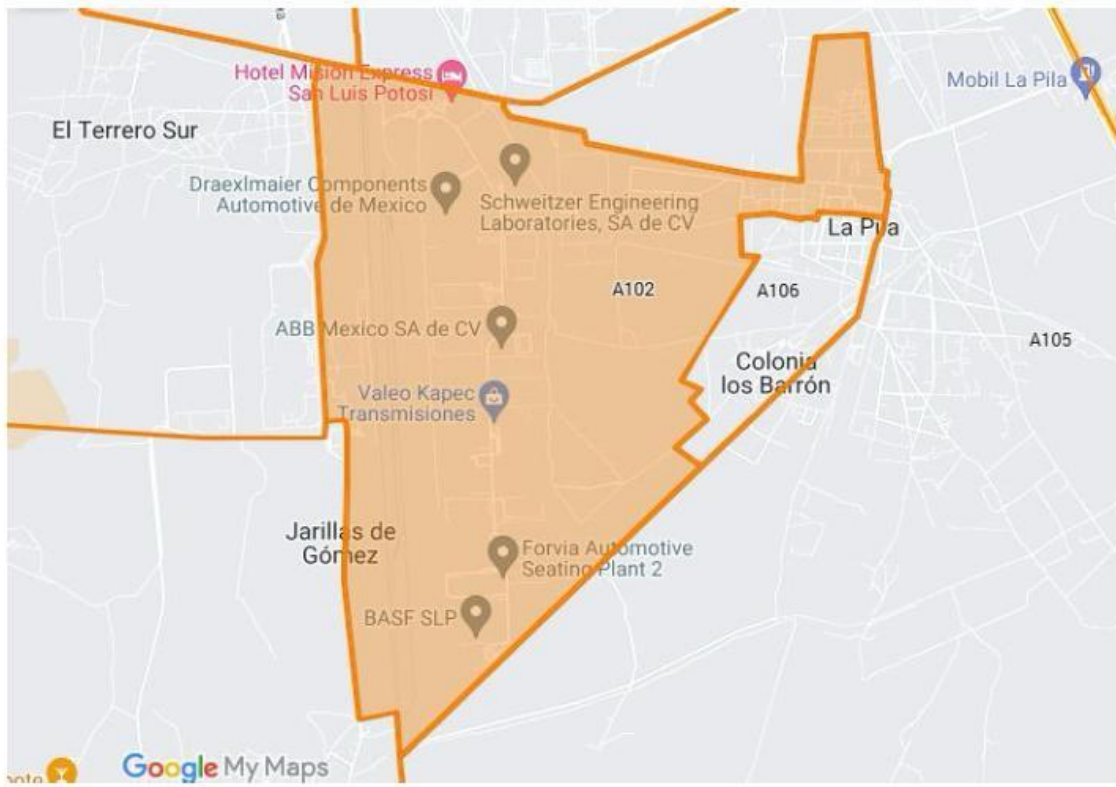 Hotel Misión Express
San Luis Potosí
Mobil La Pila
El Terrero Sur
Draexlmaier Components
Automotive de Mexico
Schweitzer Engineering
Laboratories, SA de CV
La Pila
A102
A106
ABB Mexico SA de CV
A105
Colonia
los Barrón
Valeo Kapec
Transmisiones
Jarillas de
Gómez
Forvia Automotive
Seating Plant 2
BASF SLP
Google My Maps